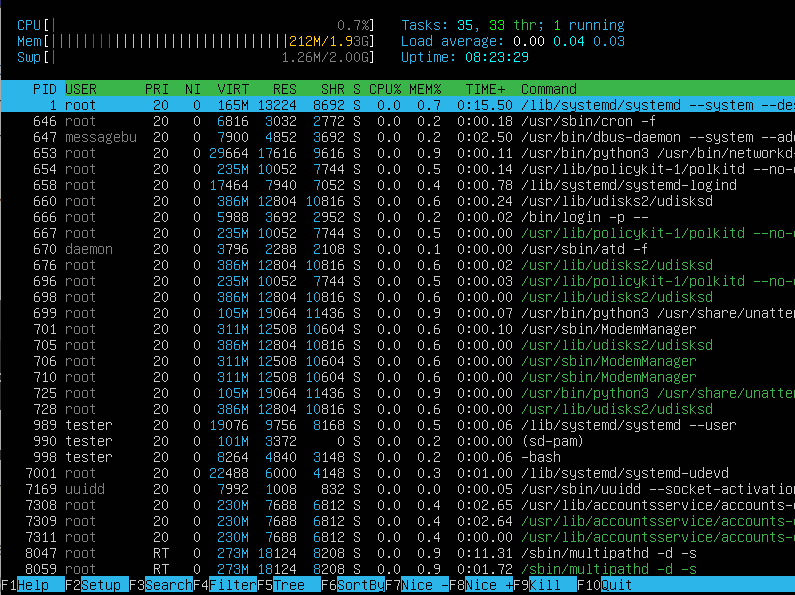 CPU[| 0.7%] Tasks: 35, 33 thr; 1 running
Mem[||||||||||||||||||||||||||||||212M/1.93G] Load average: 0.00 0.04 0.03
Swp[| 1.26M/2.00G] Uptime: 08:23:29
PID USER PRI NI VIRT RES SHR S CPU% MEM% TIME+ Command
1 root 20 0 165M 13224 8692 S 0.0 0.7 0:15.50 /lib/systemd/systemd --system --des
646 root 20 0 6816 3032 2772 S 0.0 0.2 0:00.18 /usr/sbin/cron -f
647 messagebu 20 0 7900 4852 3692 S 0.0 0.2 0:02.50 /usr/bin/dbus-daemon --system --add
653 root 20 0 29664 17616 9616 S 0.0 0.9 0:00.11 /usr/bin/python3 /usr/bin/networkd-
654 root 20 0 235M 10052 7744 S 0.0 0.5 0:00.14 /usr/lib/policykit-1/polkitd --no-d
658 root 20 0 17464 7940 7052 S 0.0 0.4 0:00.78 /lib/systemd/systemd-logind
660 root 20 0 386M 12804 10816 S 0.0 0.6 0:00.24 /usr/lib/udisks2/udisksd
666 root 20 0 5988 3692 2952 S 0.0 0.2 0:00.02 /bin/login -p --
667 root 20 0 235M 10052 7744 S 0.0 0.5 0:00.00 /usr/lib/policykit-1/polkitd --no-d
670 daemon 20 0 3796 2288 2108 S 0.0 0.1 0:00.00 /usr/sbin/atd -f
676 root 20 0 386M 12804 10816 S 0.0 0.6 0:00.02 /usr/lib/udisks2/udisksd
696 root 20 0 235M 10052 7744 S 0.0 0.5 0:00.03 /usr/lib/policykit-1/polkitd --no-d
698 root 20 0 386M 12804 10816 S 0.0 0.6 0:00.00 /usr/lib/udisks2/udisksd
699 root 20 0 105M 19064 11436 S 0.0 0.9 0:00.07 /usr/bin/python3 /usr/share/unatten
701 root 20 0 311M 12508 10604 S 0.0 0.6 0:00.10 /usr/sbin/ModemManager
705 root 20 0 386M 12804 10816 S 0.0 0.6 0:00.00 /usr/lib/udisks2/udisksd
706 root 20 0 311M 12508 10604 S 0.0 0.6 0:00.00 /usr/sbin/ModemManager
710 root 20 0 311M 12508 10604 S 0.0 0.6 0:00.00 /usr/sbin/ModemManager
725 root 20 0 105M 19064 11436 S 0.0 0.9 0:00.00 /usr/bin/python3 /usr/share/unatten
728 root 20 0 386M 12804 10816 S 0.0 0.6 0:00.00 /usr/lib/udisks2/udisksd
989 tester 20 0 19076 9756 8168 S 0.0 0.5 0:00.06 /lib/systemd/systemd --user
990 tester 20 0 101M 3372 0 S 0.0 0.2 0:00.00 (sd-pam)
998 tester 20 0 8264 4840 3148 S 0.0 0.2 0:00.06 -bash
7001 root 20 0 22488 6000 4148 S 0.0 0.3 0:01.00 /lib/systemd/systemd-udevd
7169 uuidd 20 0 7992 1008 832 S 0.0 0.0 0:00.05 /usr/sbin/uuidd --socket-activation
7308 root 20 0 230M 7688 6812 S 0.0 0.4 0:02.65 /usr/lib/accountsservice/accounts-d
7309 root 20 0 230M 7688 6812 S 0.0 0.4 0:02.64 /usr/lib/accountsservice/accounts-d
7311 root 20 0 230M 7688 6812 S 0.0 0.4 0:00.00 /usr/lib/accountsservice/accounts-d
8047 root RT 0 273M 18124 8208 S 0.0 0.9 0:11.31 /sbin/multipathd -d -s
8059 root RT 0 273M 18124 8208 S 0.0 0.9 0:01.72 /sbin/multipathd -d -s
F1Help F2Setup F3SearchF4FilterF5Tree F6SortByF7Nice -F8Nice +F9Kill F10Quit